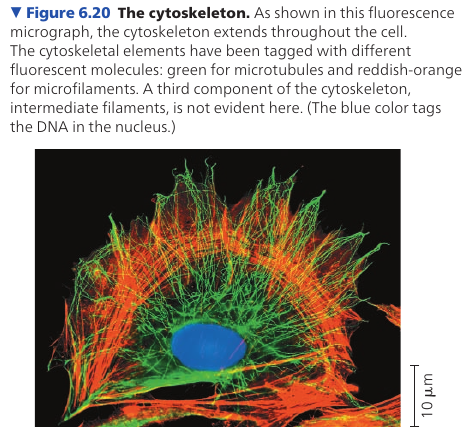 ▼ Figure 6.20 The cytoskeleton. As shown in this fluorescence
micrograph, the cytoskeleton extends throughout the cell.
The cytoskeletal elements have been tagged with different
fluorescent molecules: green for microtubules and reddish-orange
for microfilaments. A third component of the cytoskeleton,
intermediate filaments, is not evident here. (The blue color tags
the DNA in the nucleus.)
10 μm